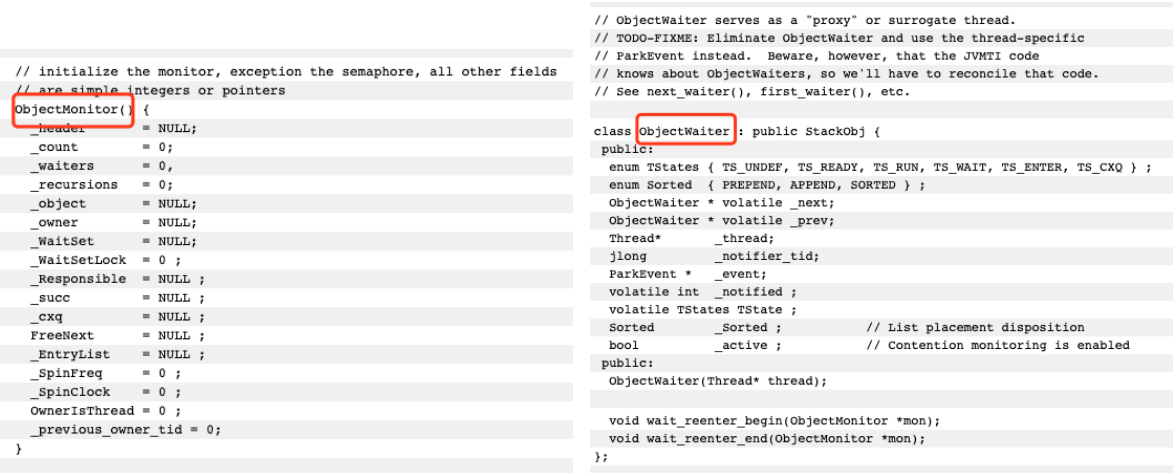 // initialize the monitor, exception the semaphore, all other fields
// are simple integers or pointers
ObjectMonitor() {
_header = NULL;
_count = 0;
_waiters = 0,
_recursions = 0;
_object = NULL;
_owner = NULL;
_WaitSet = NULL;
_WaitSetLock = 0 ;
_Responsible = NULL ;
_succ = NULL ;
_cxq = NULL ;
FreeNext = NULL ;
_EntryList = NULL ;
_SpinFreq = 0 ;
_SpinClock = 0 ;
OwnerIsThread = 0 ;
_previous_owner_tid = 0;
}
// ObjectWaiter serves as a "proxy" or surrogate thread.
// TODO-FIXME: Eliminate ObjectWaiter and use the thread-specific
// ParkEvent instead. Beware, however, that the JVMTI code
// knows about ObjectWaiters, so we'll have to reconcile that code.
// See next_waiter(), first_waiter(), etc.
class ObjectWaiter : public StackObj {
public:
enum TStates { TS_UNDEF, TS_READY, TS_RUN, TS_WAIT, TS_ENTER, TS_CXQ } ;
enum Sorted { PREPEND, APPEND, SORTED } ;
ObjectWaiter * volatile _next;
ObjectWaiter * volatile _prev;
Thread* _thread;
jlong _notifier_tid;
ParkEvent * _event;
volatile int _notified ;
volatile TStates TState ;
Sorted _Sorted ; // List placement disposition
bool _active ; // Contention monitoring is enabled
public:
ObjectWaiter(Thread* thread);
void wait_reenter_begin(ObjectMonitor *mon);
void wait_reenter_end(ObjectMonitor *mon);
};